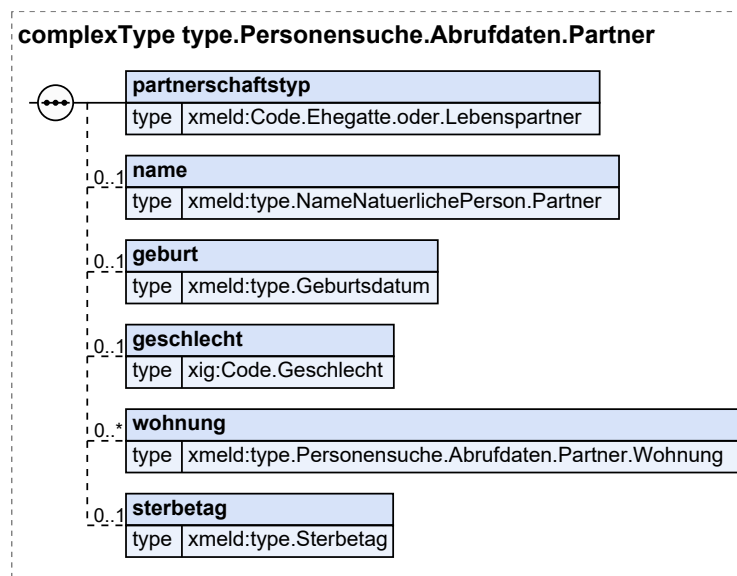 complexType type.Personensuche.Abrufdaten.Partner
partnerschaftstyp
type xmeld:Code.Ehegatte.oder.Lebenspartner
0..1 name
type xmeld:type.NameNatuerlichePerson.Partner
0..1 geburt
type xmeld:type.Geburtsdatum
0..1 geschlecht
type xig:Code.Geschlecht
0..* wohnung
type xmeld:type.Personensuche.Abrufdaten.Partner.Wohnung
0..1 sterbetag
type xmeld:type.Sterbetag